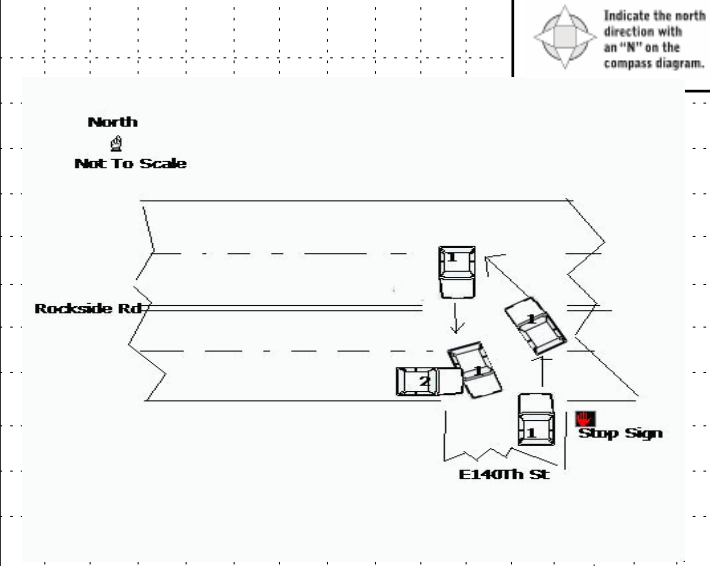 Indicate the north
direction with
an "N" on the
compass diagram.
North
Not To Scale
1
Rockside Rd
1
1
2
1
Stop Sign
E140Th St